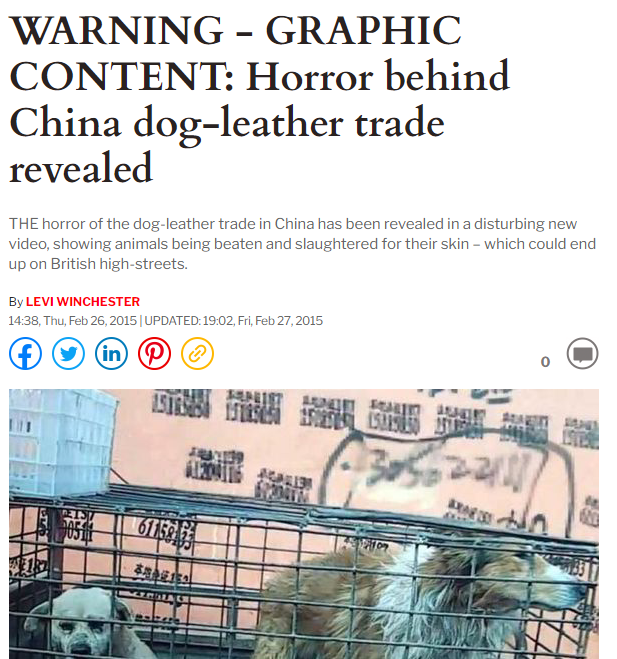 WARNING - GRAPHIC
CONTENT: Horror behind
China dog-leather trade
revealed
THE horror of the dog-leather trade in China has been revealed in a disturbing new
video, showing animals being beaten and slaughtered for their skin – which could end
up on British high-streets.
By LEVI WINCHESTER
14:38, Thu, Feb 26, 2015 | UPDATED: 19:02, Fri, Feb 27, 2015
0